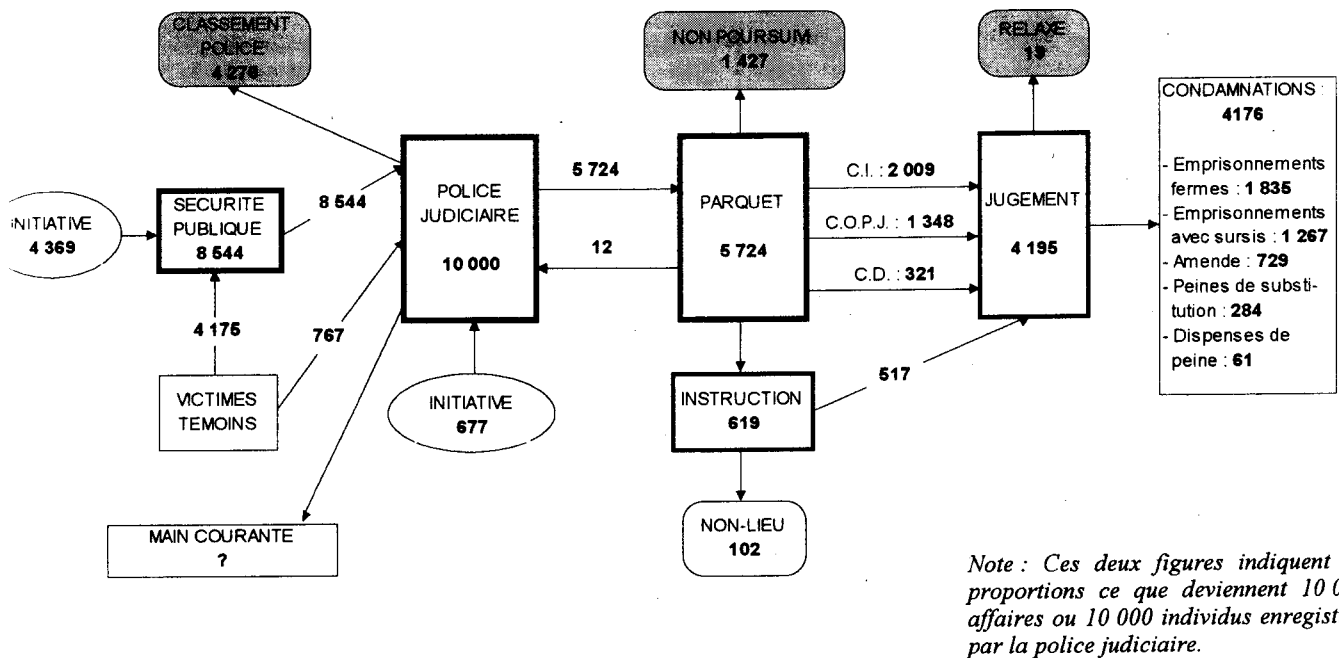 CLASSEMENT
POLICE
4 276
NON POURSUIVI
1 427
RELAXE
19
CONDAMNATIONS :
4176
- Emprisonnements
fermes : 1 835
- Emprisonnements
avec sursis : 1 267
- Amende : 729
- Peines de substi-
tution : 284
- Dispenses de
peine : 61
INITIATIVE
4 369
SECURITE
PUBLIQUE
8 544
8 544
POLICE
JUDICIAIRE
10 000
5 724
12
PARQUET
5 724
C.I. : 2 009
C.O.P.J. : 1 348
C.D. : 321
JUGEMENT
4 195
4 175
767
VICTIMES
TEMOINS
INITIATIVE
677
INSTRUCTION
619
517
MAIN COURANTE
?
NON-LIEU
102
Note : Ces deux figures indiquent
proportions ce que deviennent 10 0
affaires ou 10 000 individus enregist
par la police judiciaire.